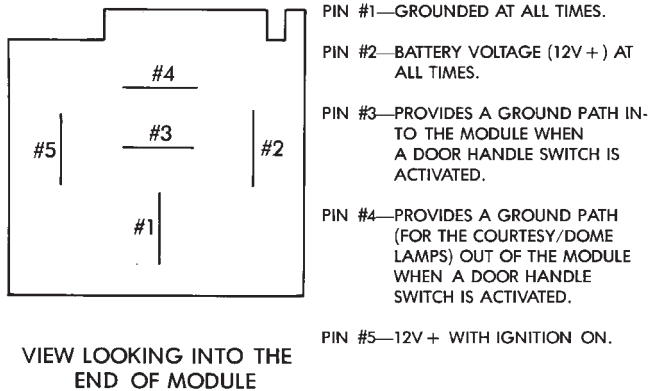 #4
#3
#5
#2
#1
VIEW LOOKING INTO THE
END OF MODULE
PIN #1—GROUNDED AT ALL TIMES.
PIN #2—BATTERY VOLTAGE (12V+) AT
ALL TIMES.
PIN #3—PROVIDES A GROUND PATH IN-
TO THE MODULE WHEN
A DOOR HANDLE SWITCH IS
ACTIVATED.
PIN #4—PROVIDES A GROUND PATH
(FOR THE COURTESY/DOME
LAMPS) OUT OF THE MODULE
WHEN A DOOR HANDLE
SWITCH IS ACTIVATED.
PIN #5—12V+ WITH IGNITION ON.